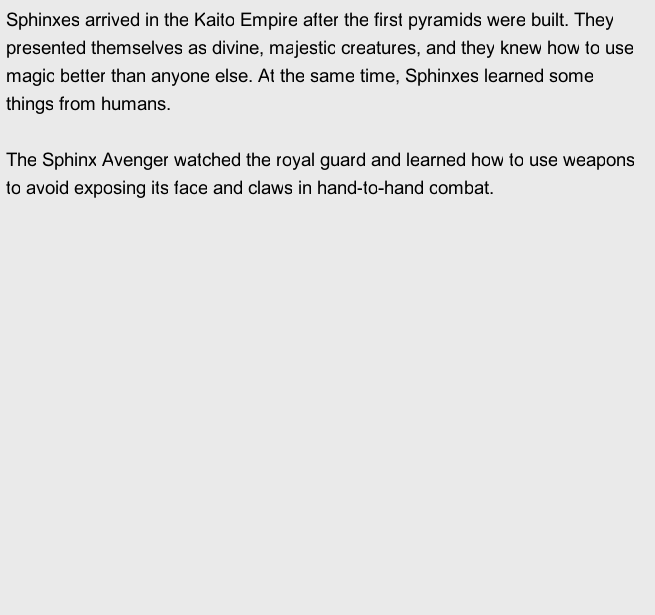 Sphinxes arrived in the Kaito Empire after the first pyramids were built. They
presented themselves as divine, majestic creatures, and they knew how to use
magic better than anyone else. At the same time, Sphinxes learned some
things from humans.
The Sphinx Avenger watched the royal guard and learned how to use weapons
to avoid exposing its face and claws in hand-to-hand combat.